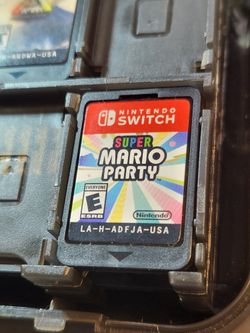 NINTENDO
SWITCH
SUPER
MARIO
PARTY
EVERYONE
E
ESRB
Nintendo
LA-H-ADFJA-USA